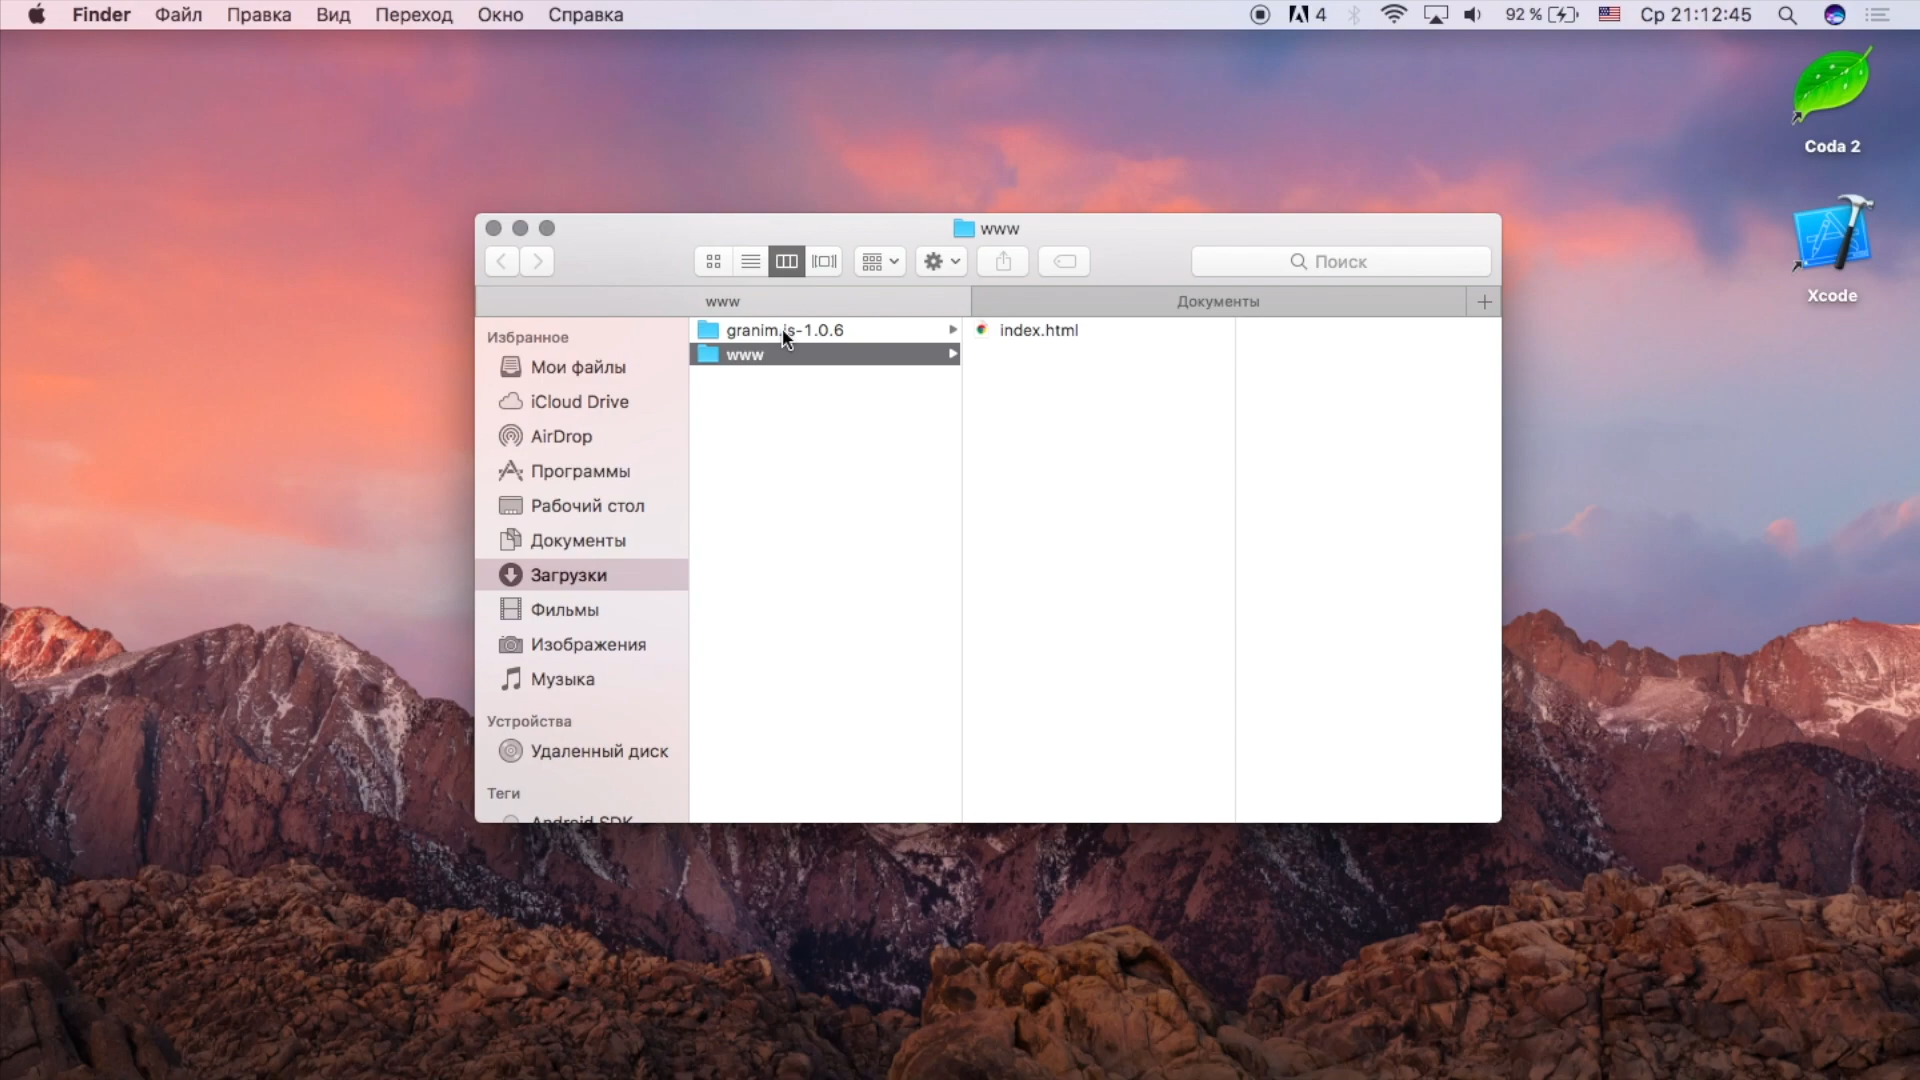 Finder Файл Правка Вид Переход Окно Справка 4 92 % Ср 21:12:45
Coda 2
Xcode
www
Поиск
www Документы
Избранное
Мои файлы
iCloud Drive
AirDrop
Программы
Рабочий стол
Документы
Загрузки
Фильмы
Изображения
Музыка
Устройства
Удаленный диск
Теги
Android SDK
granim.js-1.0.6
www
index.html